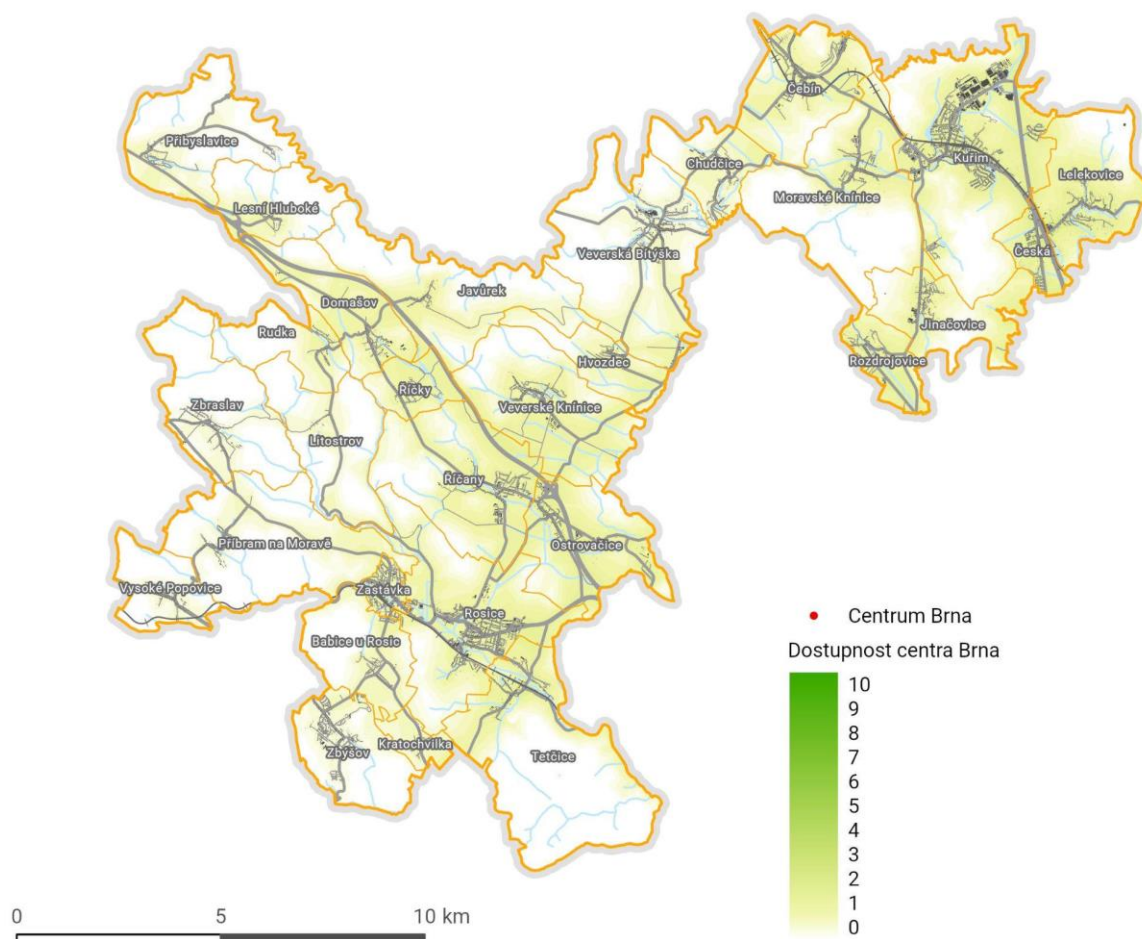 Čebín
Přibyslavice
Kuřim
Chudčice
Lelekovice
Moravské Knínice
Lesní Hluboké
Česká
Veverská Bítýška
Javůrek
Domašov
Jinačovice
Rudka
Hvozdec
Rozdrojovice
Říčky
Zbraslav
Veverské Knínice
Litostrov
Říčany
Příbram na Moravě
Ostrovačice
Vysoké Popovice
Zastávka
Rosice
Babice u Rosic
Zbýšov
Kratochvilka
Tetčice
Centrum Brna
Dostupnost centra Brna
10
9
8
7
6
5
4
3
2
1
0
0 5 10 km